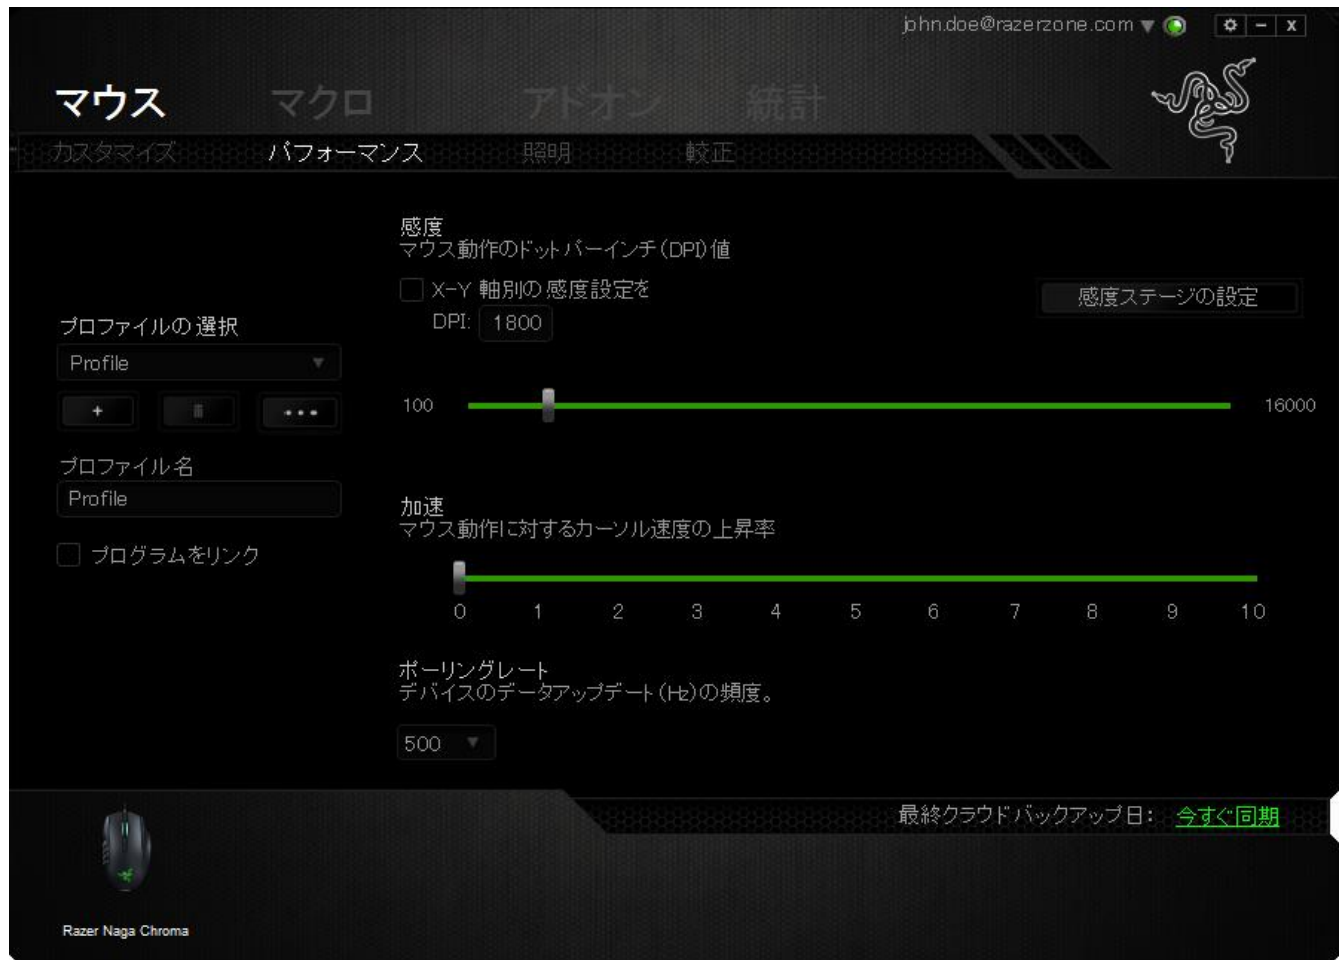 john.doe@razerzone.com
マウス マクロ アドオン 統計
カスタマイズ パフォーマンス 照明 較正
感度
マウス動作のドットパーインチ(DPI)値
X-Y 軸別の感度設定を
DPI: 1800
感度ステージの設定
プロファイルの選択
Profile
100
16000
プロファイル名
Profile
プログラムをリンク
加速
マウス動作に対するカーソル速度の上昇率
0 1 2 3 4 5 6 7 8 9 10
ポーリングレート
デバイスのデータアップデート(Hz)の頻度。
500
最終クラウドバックアップ日: 今すぐ同期
Razer Naga Chroma